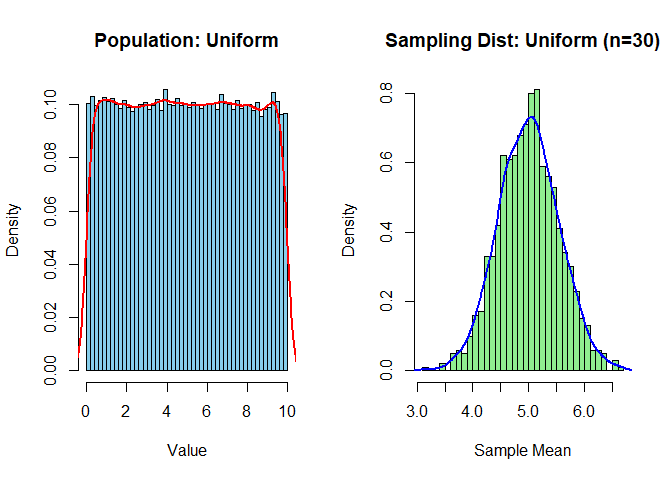 Population: Uniform
Density
0.00 0.02 0.04 0.06 0.08 0.10
0 2 4 6 8 10
Value
Sampling Dist: Uniform (n=30)
Density
0.0 0.2 0.4 0.6 0.8
3.0 4.0 5.0 6.0
Sample Mean